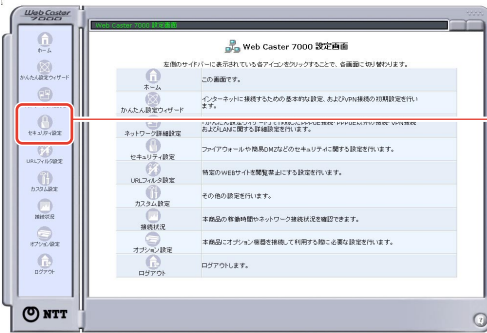 Web Caster
7000
Web Caster 7000 設定画面
Web Caster 7000 設定画面
左側のサイドバーに表示されている各アイコンをクリックすることで、各画面に切り替わります。
ホーム
かんたん設定ウィザード
セキュリティ設定
URLフィルタ設定
カスタム設定
接続状況
オプション設定
ログアウト
ホーム
この画面です。
かんたん設定ウィザード
インターネットに接続するための基本的な設定、およびVPN接続の初期設定を行い
ます。
ネットワーク詳細設定
およびLANに関する詳細設定を行います。
セキュリティ設定
ファイアウォールや簡易DMZなどのセキュリティに関する設定を行います。
URLフィルタ設定
特定のWEBサイトを閲覧禁止にする設定を行います。
カスタム設定
その他の設定を行います。
接続状況
本商品の稼働時間やネットワーク接続状況を確認できます。
オプション設定
本商品にオプション機器を接続して利用する際に必要な設定を行います。
ログアウト
ログアウトします。
NTT